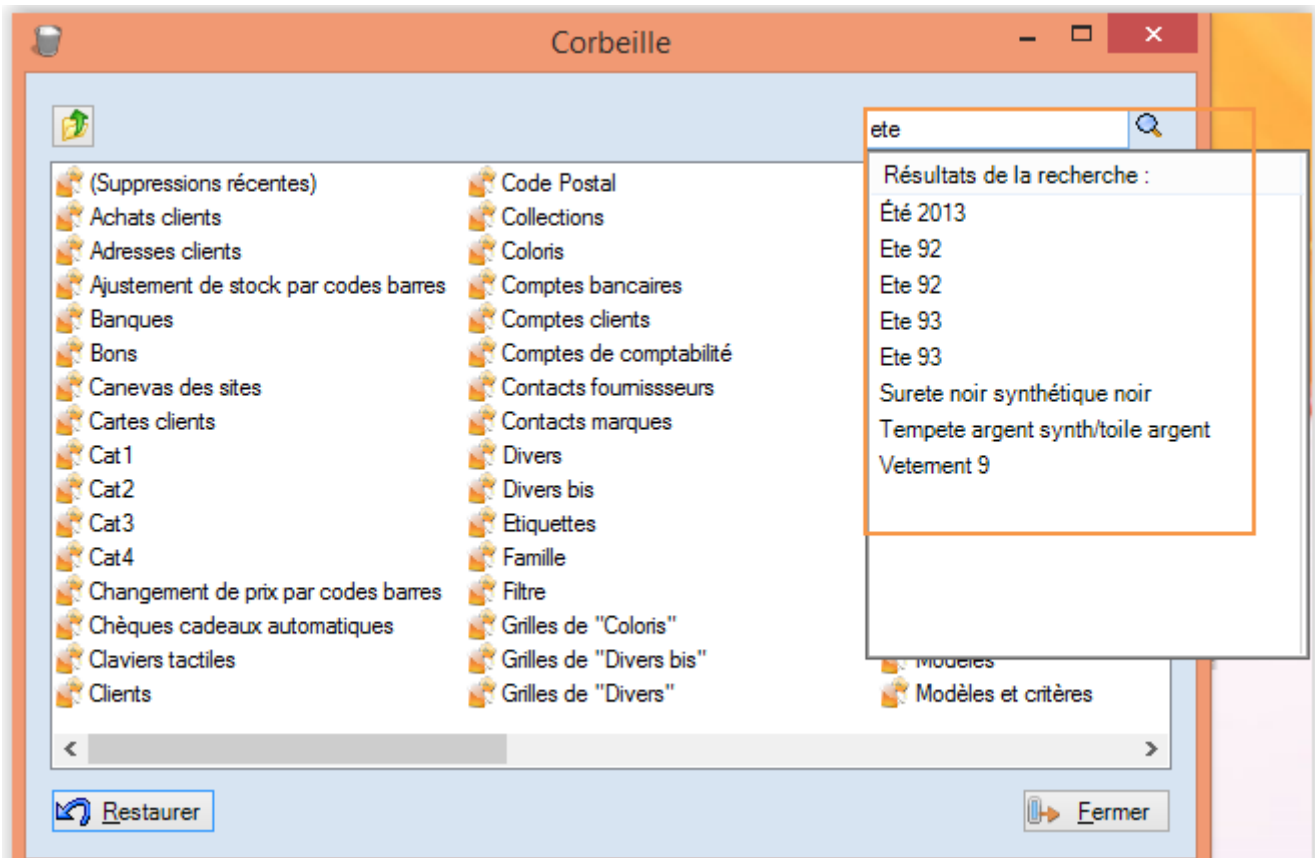 Corbeille
ete
Résultats de la recherche :
Été 2013
Ete 92
Ete 92
Ete 93
Ete 93
Surete noir synthétique noir
Tempete argent synth/toile argent
Vetement 9
(Suppressions récentes)
Achats clients
Adresses clients
Ajustement de stock par codes barres
Banques
Bons
Canevas des sites
Cartes clients
Cat1
Cat2
Cat3
Cat4
Changement de prix par codes barres
Chèques cadeaux automatiques
Claviers tactiles
Clients
Code Postal
Collections
Coloris
Comptes bancaires
Comptes clients
Comptes de comptabilité
Contacts fournissseurs
Contacts marques
Divers
Divers bis
Etiquettes
Famille
Filtre
Grilles de "Coloris"
Grilles de "Divers bis"
Grilles de "Divers"
Modèles
Modèles et critères
Restaurer
Fermer